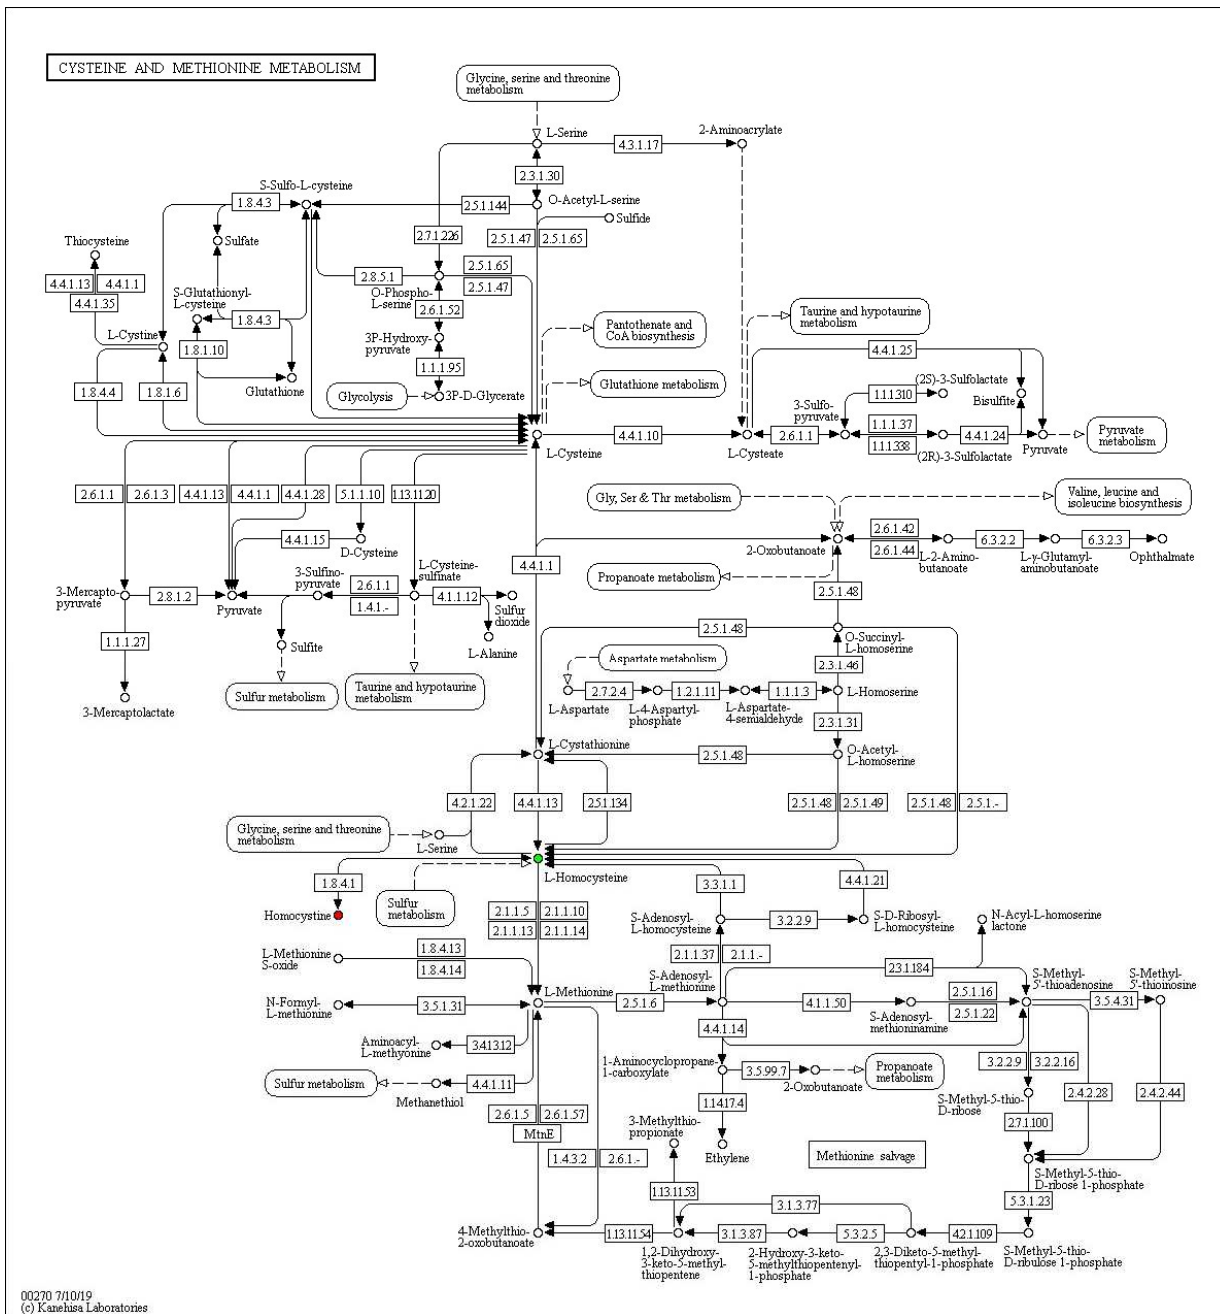 CYSTEINE AND METHIONINE METABOLISM
Glycine, serine and threonine
metabolism
L-Serine
4.3.1.17
2-Aminoacrylate
2.3.1.30
S-Sulfo-L-cysteine
1.8.4.3
2.5.1.144
O-Acetyl-L-serine
Sulfide
Sulfate
2.7.1.226
2.5.1.47
2.5.1.65
Thiocysteine
4.4.1.13
4.4.1.1
4.4.1.35
S-Glutathionyl-
L-cysteine
2.8.5.1
2.5.1.65
2.5.1.47
O-Phospho-
L-serine
1.8.4.3
2.6.1.52
L-Cystine
1.8.1.10
3P-Hydroxy-
pyruvate
Pantothenate and
CoA biosynthesis
Taurine and hypotaurine
metabolism
1.1.1.95
4.4.1.25
1.8.4.4
1.8.1.6
Glutathione
Glycolysis
3P-D-Glycerate
Glutathione metabolism
1.1.1.310
(2S)-3-Sulfolactate
Bisulfite
3-Sulfo-
pyruvate
L-Cysteine
4.4.1.10
L-Cysteate
2.6.1.1
1.1.1.37
1.1.1.338
(2R)-3-Sulfolactate
4.4.1.24
Pyruvate
Pyruvate
metabolism
2.6.1.1
2.6.1.3
4.4.1.13
4.4.1.1
4.4.1.28
5.1.1.10
1.13.11.20
Gly, Ser & Thr metabolism
Valine, leucine and
isoleucine biosynthesis
4.4.1.15
D-Cysteine
2-Oxobutanoate
2.6.1.42
2.6.1.44
L-2-Amino-
butanoate
6.3.2.2
L-γ-Glutamyl-
aminobutanoate
6.3.2.3
Ophthalmate
4.4.1.1
Propanoate metabolism
2.5.1.48
3-Mercapto-
pyruvate
2.8.1.2
Pyruvate
3-Sulfino-
pyruvate
2.6.1.1
1.4.1.-
L-Cysteine-
sulfinate
4.1.1.12
Sulfur
dioxide
L-Alanine
1.1.1.27
Sulfite
3-Mercaptolactate
Sulfur metabolism
Taurine and hypotaurine
metabolism
2.5.1.48
O-Succinyl-
L-homoserine
Aspartate metabolism
2.3.1.46
L-Aspartate
2.7.2.4
L-4-Aspartyl-
phosphate
1.2.1.11
L-Aspartate-
4-semialdehyde
1.1.1.3
L-Homoserine
2.3.1.31
L-Cystathionine
2.5.1.48
O-Acetyl-
L-homoserine
4.2.1.22
4.4.1.13
2.5.1.134
2.5.1.48
2.5.1.49
2.5.1.48
2.5.1.-
Glycine, serine and threonine
metabolism
L-Serine
L-Homocysteine
1.8.4.1
Homocystine
Sulfur
metabolism
3.3.1.1
4.4.1.21
2.1.1.5
2.1.1.10
2.1.1.13
2.1.1.14
S-Adenosyl-
L-homocysteine
3.2.2.9
S-D-Ribosyl-
L-homocysteine
N-Acyl-L-homoserine
lactone
L-Methionine
S-oxide
1.8.4.13
1.8.4.14
2.1.1.37
2.1.1.-
2.3.1.184
N-Formyl-
L-methionine
3.5.1.31
L-Methionine
2.5.1.6
S-Adenosyl-
L-methionine
4.1.1.50
S-Adenosyl-
methioninamine
2.5.1.16
2.5.1.22
S-Methyl-
5'-thioadenosine
3.5.4.31
S-Methyl-
5'-thioinosine
Aminoacyl-
L-methyonine
3.4.13.12
4.4.1.14
Sulfur metabolism
4.4.1.11
Methanethiol
1-Aminocyclopropane-
1-carboxylate
3.5.99.7
2-Oxobutanoate
Propanoate
metabolism
3.2.2.9
3.2.2.16
S-Methyl-5-thio-
D-ribose
2.4.2.28
2.4.2.44
2.6.1.5
2.6.1.57
MtnE
1.14.17.4
3-Methylthio-
propionate
2.7.1.100
1.4.3.2
2.6.1.-
Ethylene
Methionine salvage
S-Methyl-5-thio-
D-ribose 1-phosphate
1.13.11.53
3.1.3.77
5.3.1.23
4-Methylthio-
2-oxobutanoate
1.13.11.54
1,2-Dihydroxy-
3-keto-5-methyl-
thiopentene
3.1.3.87
2-Hydroxy-3-keto-
5-methylthiopentenyl-
1-phosphate
5.3.2.5
2,3-Diketo-5-methyl-
thiopentyl-1-phosphate
4.2.1.109
S-Methyl-5-thio-
D-ribulose 1-phosphate
00270 7/10/19
(c) Kanehisa Laboratories